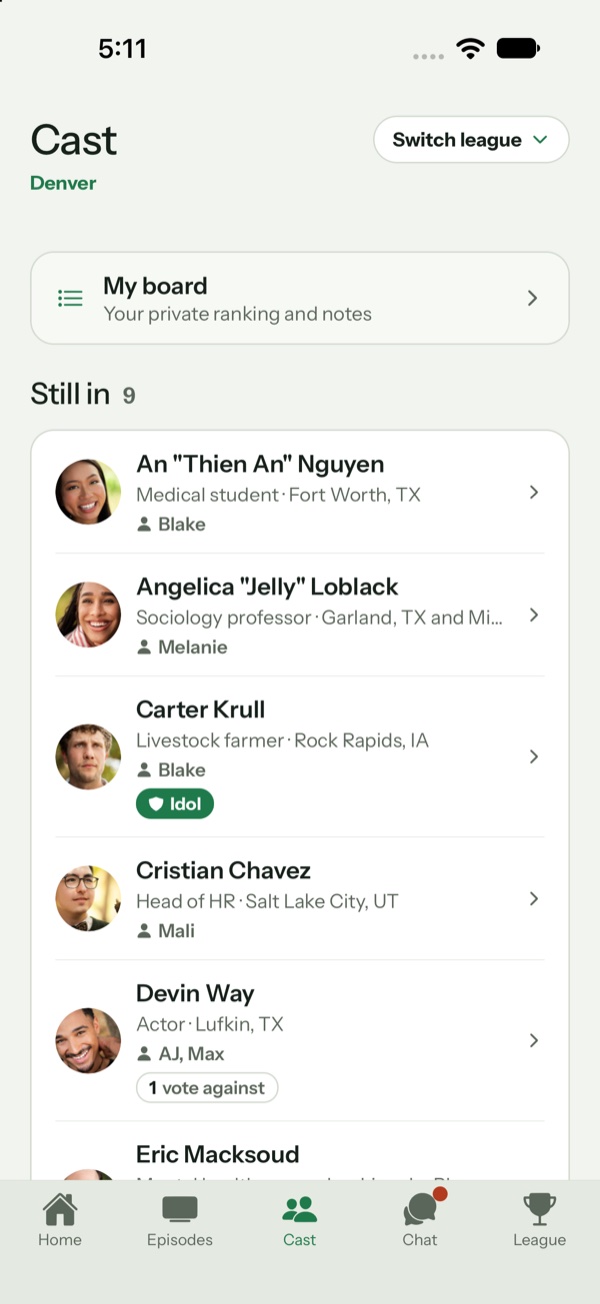 5:11
Cast
Switch league
Denver
My board
Your private ranking and notes
Still in 9
An "Thien An" Nguyen
Medical student · Fort Worth, TX
Blake
Angelica "Jelly" Loblack
Sociology professor · Garland, TX and Mi...
Melanie
Carter Krull
Livestock farmer · Rock Rapids, IA
Blake
Idol
Cristian Chavez
Head of HR · Salt Lake City, UT
Mali
Devin Way
Actor · Lufkin, TX
AJ, Max
1 vote against
Eric Macksoud
Home
Episodes
Cast
Chat
League